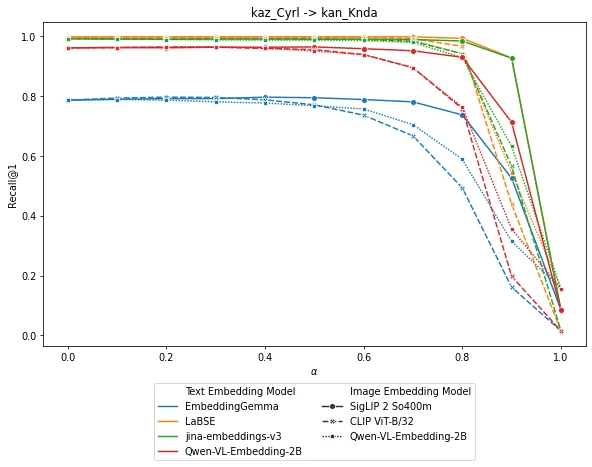 kaz_Cyrl -> kan_Knda
Recall@1
1.0
0.8
0.6
0.4
0.2
0.0
0.0
0.2
0.4
0.6
0.8
1.0
α
Text Embedding Model
EmbeddingGemma
LaBSE
jina-embeddings-v3
Qwen-VL-Embedding-2B
Image Embedding Model
SigLIP 2 So400m
CLIP ViT-B/32
Qwen-VL-Embedding-2B